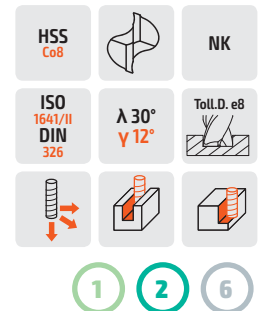 HSS
Co8
NK
ISO
1641/II
DIN
326
λ 30°
γ 12°
Toll.D. e8
1
2
6